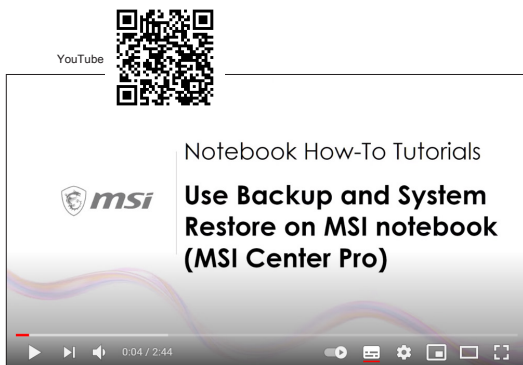 YouTube
Notebook How-To Tutorials
msi
Use Backup and System
Restore on MSI notebook
(MSI Center Pro)
0:04 / 2:44